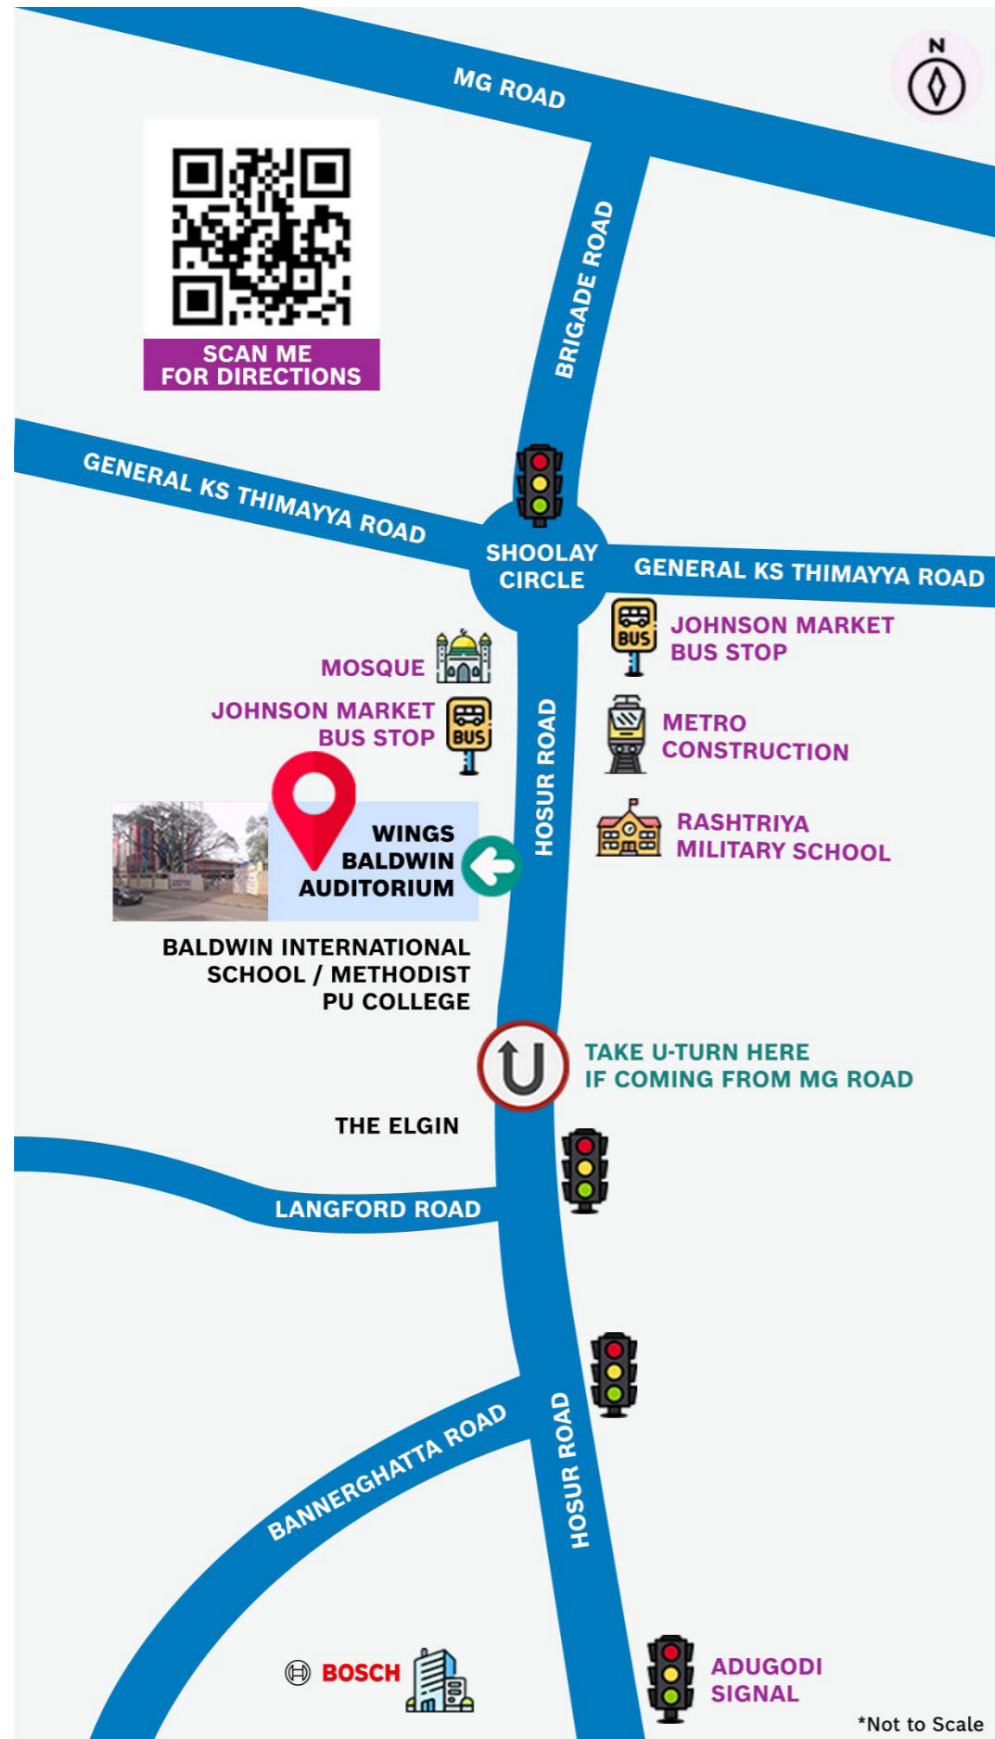 N
MG ROAD
SCAN ME
FOR DIRECTIONS
BRIGADE ROAD
GENERAL KS THIMAYYA ROAD
SHOOLAY
CIRCLE
GENERAL KS THIMAYYA ROAD
MOSQUE
BUS
JOHNSON MARKET
BUS STOP
JOHNSON MARKET
BUS STOP
BUS
HOSUR ROAD
METRO
CONSTRUCTION
WINGS
BALDWIN
AUDITORIUM
RASHTRIYA
MILITARY SCHOOL
BALDWIN INTERNATIONAL
SCHOOL / METHODIST
PU COLLEGE
TAKE U-TURN HERE
IF COMING FROM MG ROAD
THE ELGIN
LANGFORD ROAD
BANNERGHATTA ROAD
HOSUR ROAD
BOSCH
ADUGODI
SIGNAL
*Not to Scale